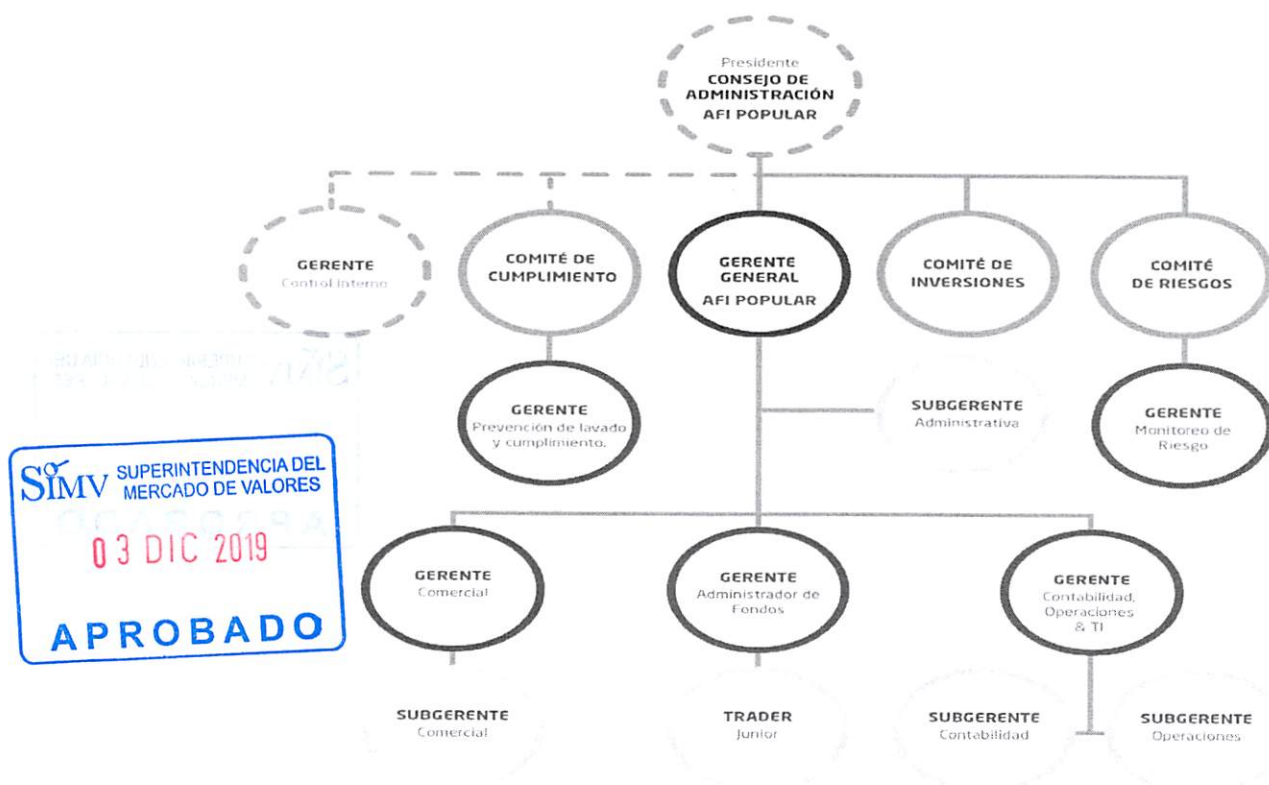 Presidente
CONSEJO DE
ADMINISTRACIÓN
AFI POPULAR
GERENTE
Control Interno
COMITÉ DE
CUMPLIMIENTO
GERENTE
GENERAL
AFI POPULAR
COMITÉ DE
INVERSIONES
COMITÉ
DE RIESGOS
GERENTE
Prevención de lavado
y cumplimiento.
SUBGERENTE
Administrativa
GERENTE
Monitoreo de
Riesgo
SIMV SUPERINTENDENCIA DEL
MERCADO DE VALORES
03 DIC 2019
APROBADO
GERENTE
Comercial
GERENTE
Administrador de
Fondos
GERENTE
Contabilidad,
Operaciones
& TI
SUBGERENTE
Comercial
TRADER
Junior
SUBGERENTE
Contabilidad
SUBGERENTE
Operaciones